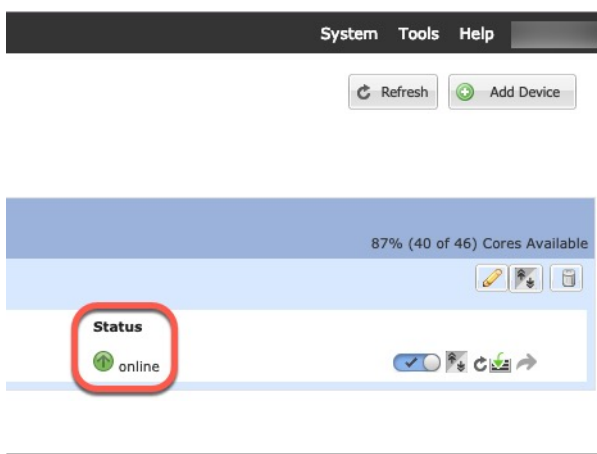 System Tools Help
Refresh Add Device
87% (40 of 46) Cores Available
Status
online